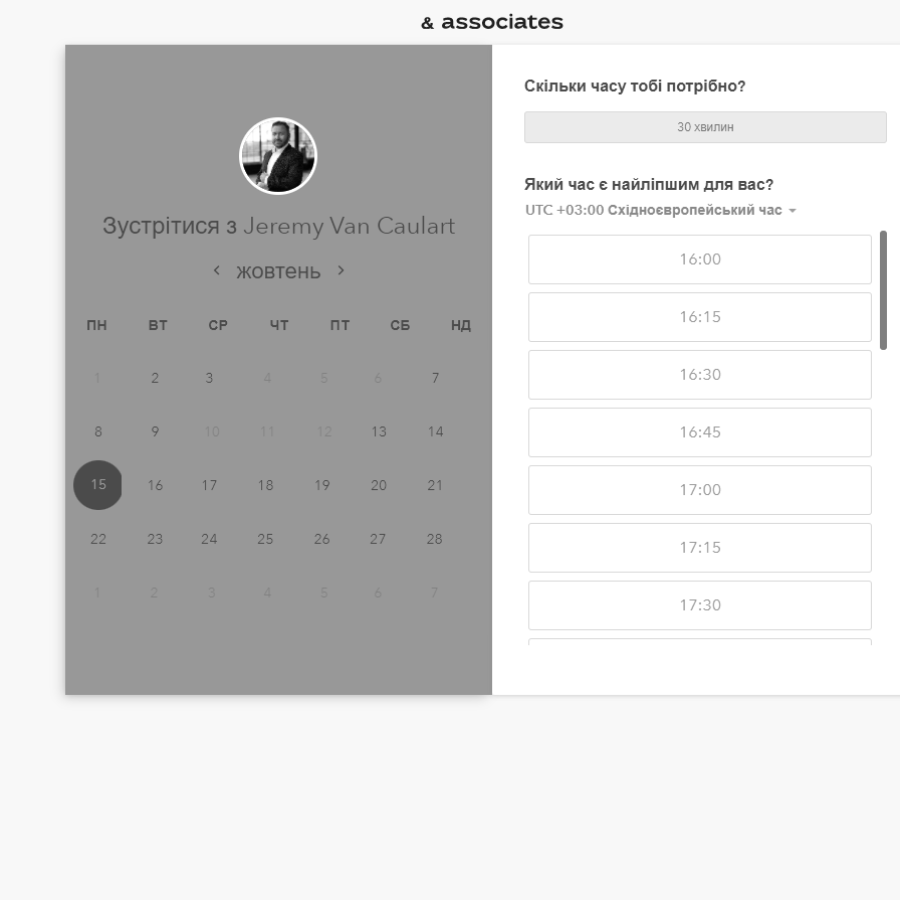 & associates
Зустрітися з Jeremy Van Caulart
жовтень
ПН ВТ СР ЧТ ПТ СБ НД
1 2 3 4 5 6 7
8 9 10 11 12 13 14
15 16 17 18 19 20 21
22 23 24 25 26 27 28
1 2 3 4 5 6 7
Скільки часу тобі потрібно?
30 хвилин
Який час є найліпшим для вас?
UTC +03:00 Східноєвропейський час
16:00
16:15
16:30
16:45
17:00
17:15
17:30